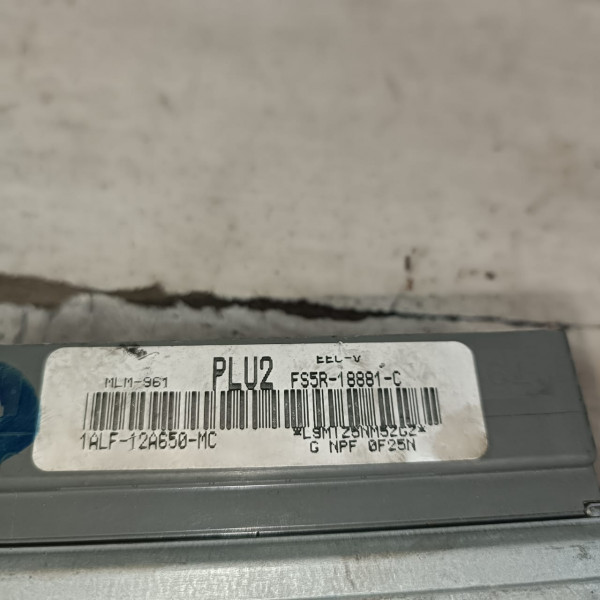 EEC-V
MLM-961 PLU2 FS5R-18881-C
1ALF-12A650-MC
G NPF 0F25N